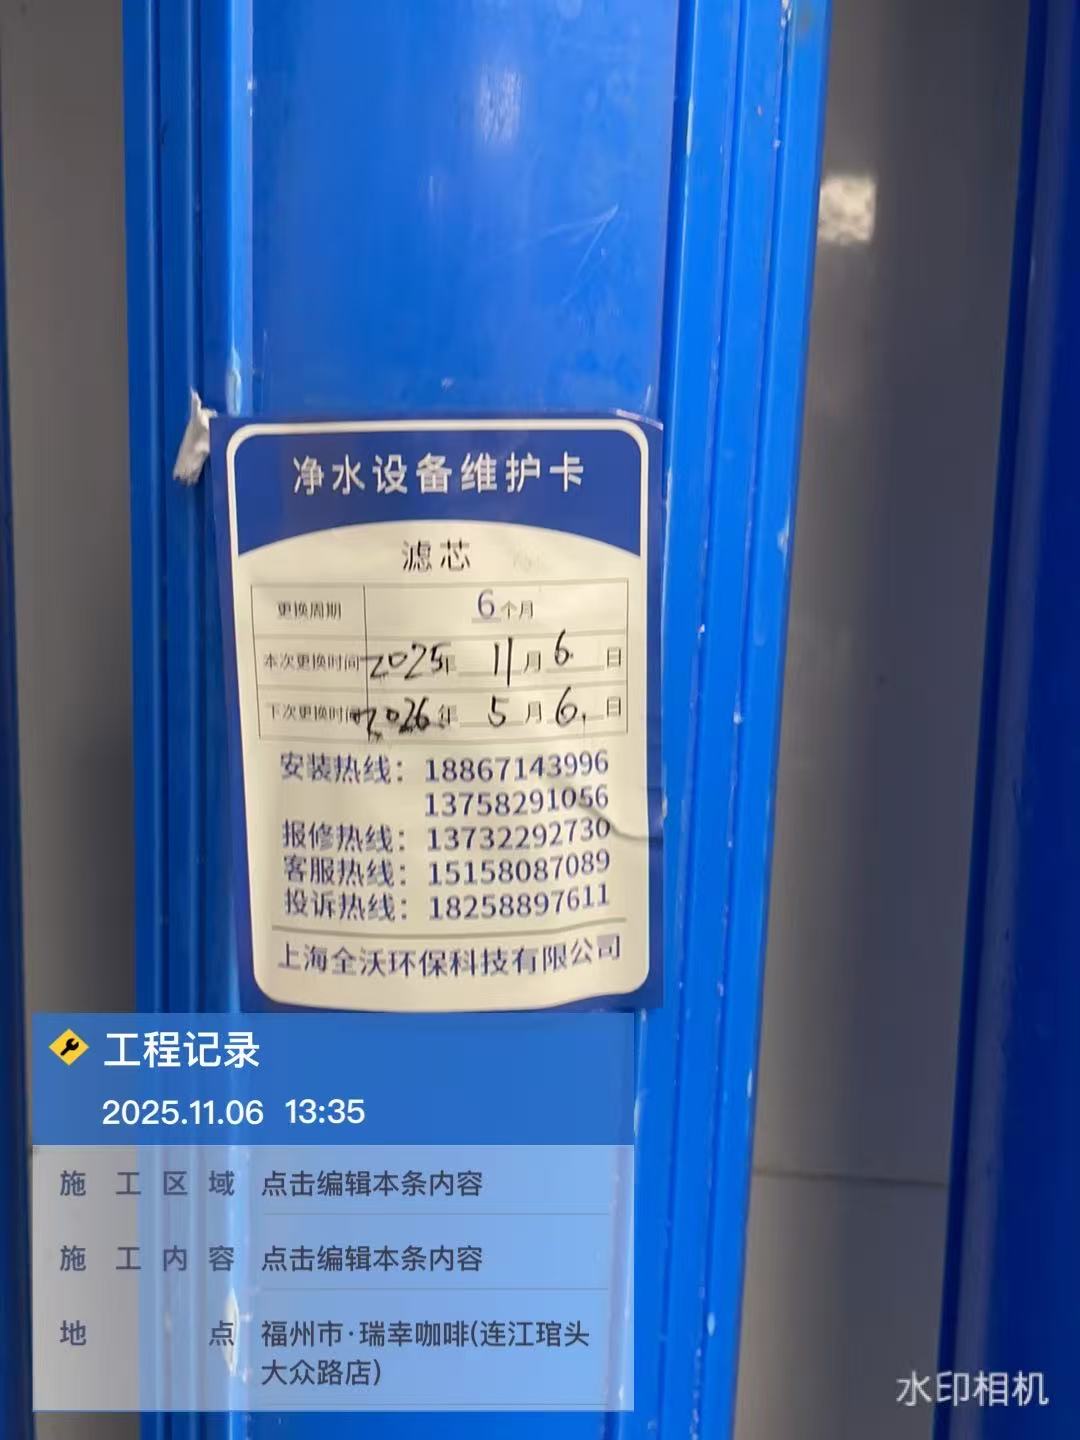 净水设备维护卡
滤芯
更换周期 6个月
本次更换时间 2025年 11月 6日
下次更换时间 2026年 5月 6日
安装热线：18867143996
13758291056
报修热线：13732292730
客服热线：15158087089
投诉热线：18258897611
上海全沃环保科技有限公司
工程记录
2025.11.06 13:35
施工区域 点击编辑本条内容
施工内容 点击编辑本条内容
地点 福州市·瑞幸咖啡(连江琯头
大众路店)
水印相机